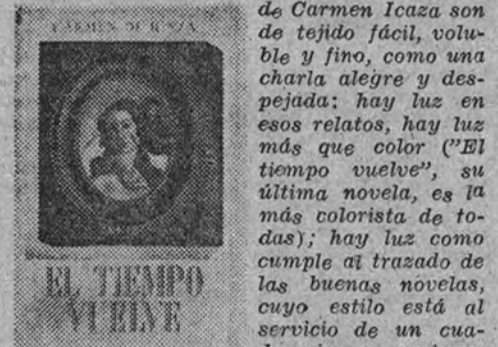 CARMEN DE ICAZA
EL TIEMPO
VUELVE
de Carmen Icaza son
de tejido fácil, volu-
ble y fino, como una
charla alegre y des-
pejada: hay luz en
esos relatos, hay luz
más que color ("El
tiempo vuelve", su
última novela, es la
más colorista de to-
das); hay luz como
cumple al trazado de
las buenas novelas,
cuyo estilo está al
servicio de un cua-